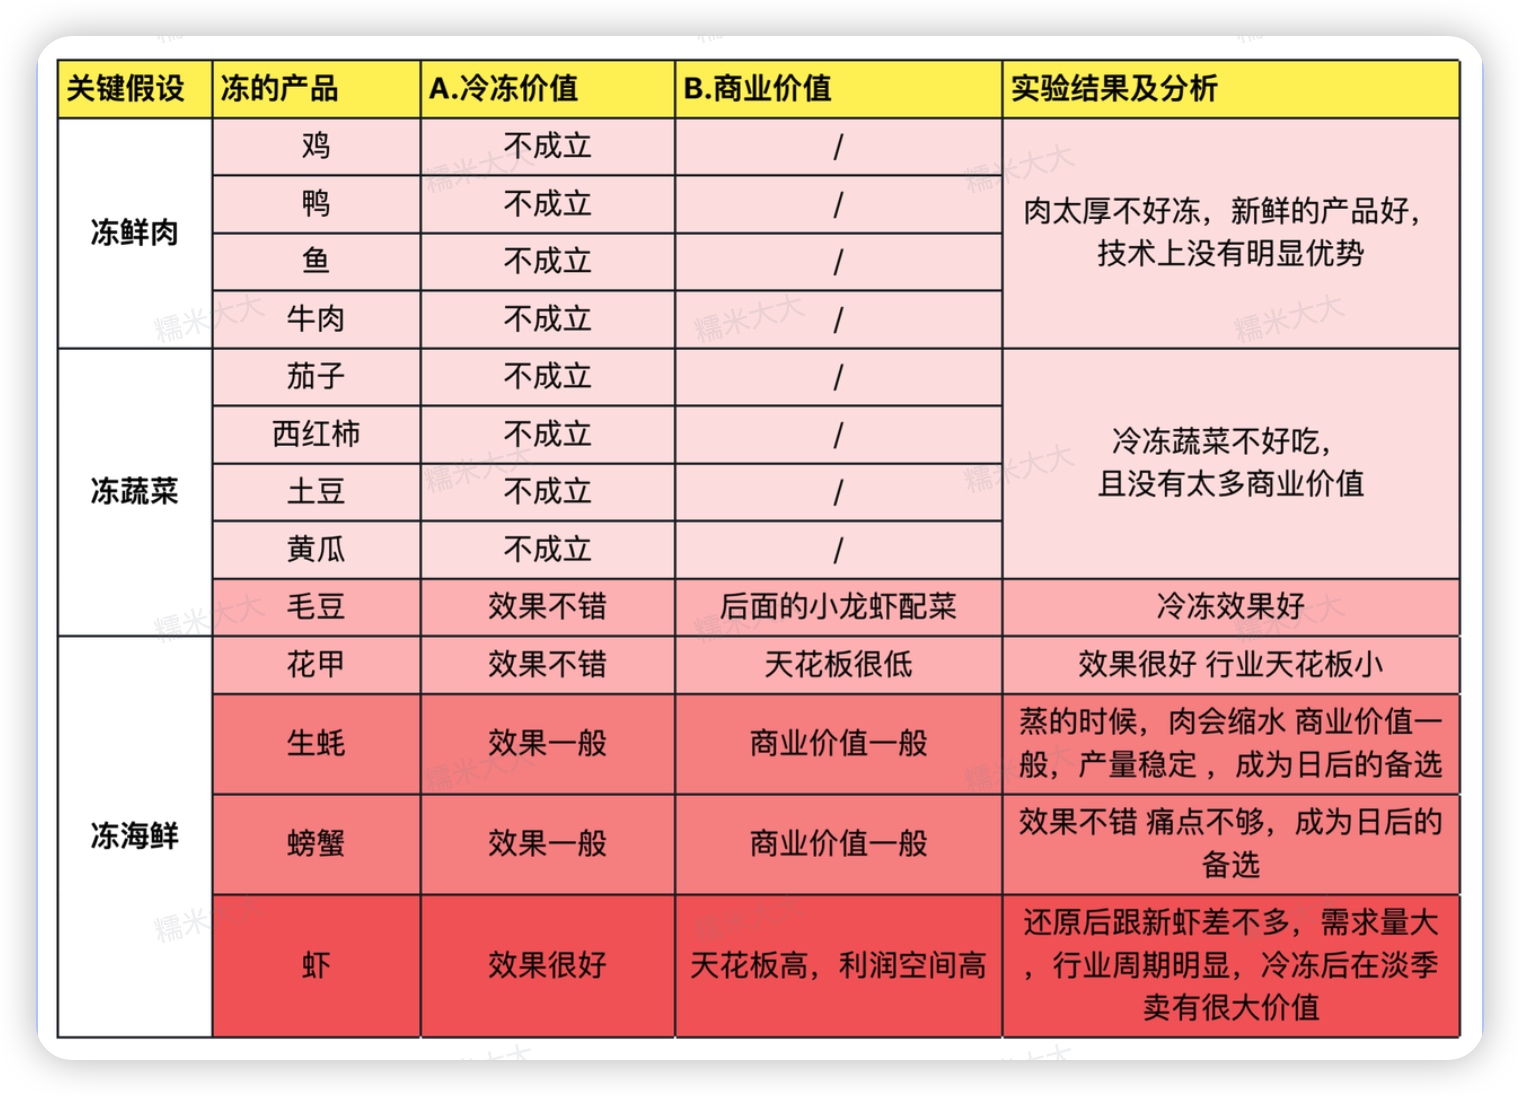 关键假设 冻的产品 A.冷冻价值 B.商业价值 实验结果及分析
冻鲜肉
鸡 不成立 /
鸭 不成立 /
鱼 不成立 /
牛肉 不成立 /
肉太厚不好冻，新鲜的产品好，
技术上没有明显优势
冻蔬菜
茄子 不成立 /
西红柿 不成立 /
土豆 不成立 /
黄瓜 不成立 /
冷冻蔬菜不好吃，
且没有太多商业价值
毛豆 效果不错 后面的小龙虾配菜 冷冻效果好
冻海鲜
花甲 效果不错 天花板很低 效果很好 行业天花板小
生蚝 效果一般 商业价值一般
蒸的时候，肉会缩水 商业价值一
般，产量稳定 ，成为日后的备选
螃蟹 效果一般 商业价值一般
效果不错 痛点不够，成为日后的
备选
虾 效果很好 天花板高，利润空间高
还原后跟新虾差不多，需求量大
，行业周期明显，冷冻后在淡季
卖有很大价值
糯米大大